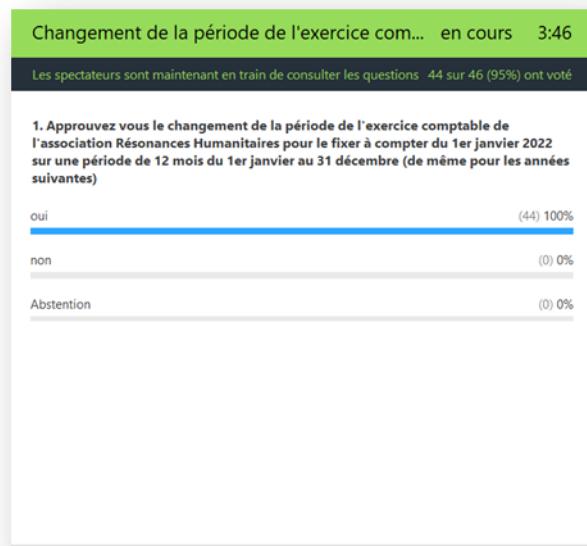 Changement de la période de l'exercice com... en cours 3:46
Les spectateurs sont maintenant en train de consulter les questions 44 sur 46 (95%) ont voté
1. Approuvez vous le changement de la période de l'exercice comptable de
l'association Résonances Humanitaires pour le fixer à compter du 1er janvier 2022
sur une période de 12 mois du 1er janvier au 31 décembre (de même pour les années
suivantes)
oui (44) 100%
non (0) 0%
Abstention (0) 0%